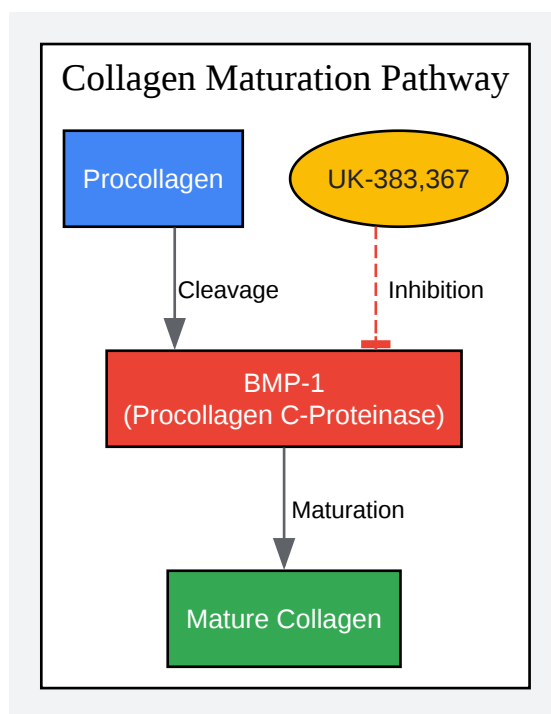 Collagen Maturation Pathway
Procollagen
UK-383,367
Cleavage
Inhibition
BMP-1
(Procollagen C-Proteinase)
Maturation
Mature Collagen